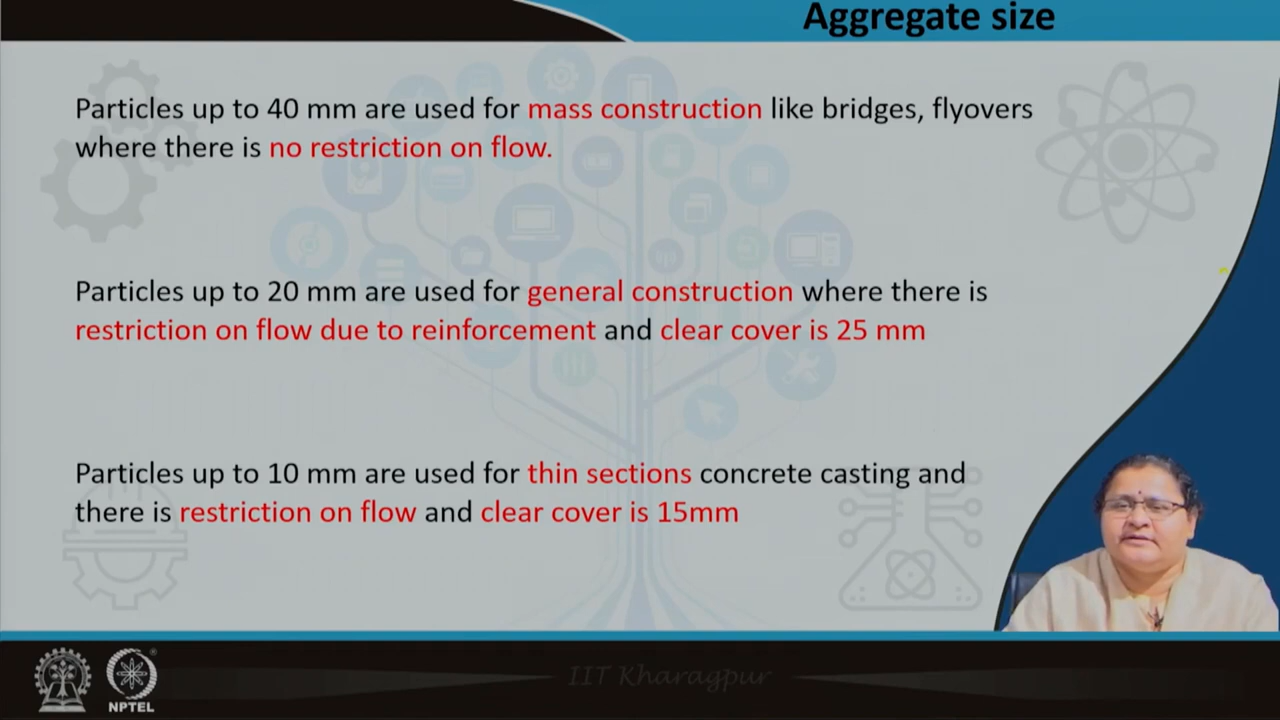 Aggregate size
Particles up to 40 mm are used for mass construction like bridges, flyovers
where there is no restriction on flow.
Particles up to 20 mm are used for general construction where there is
restriction on flow due to reinforcement and clear cover is 25 mm
Particles up to 10 mm are used for thin sections concrete casting and
there is restriction on flow and clear cover is 15mm
IIT Kharagpur
NPTEL